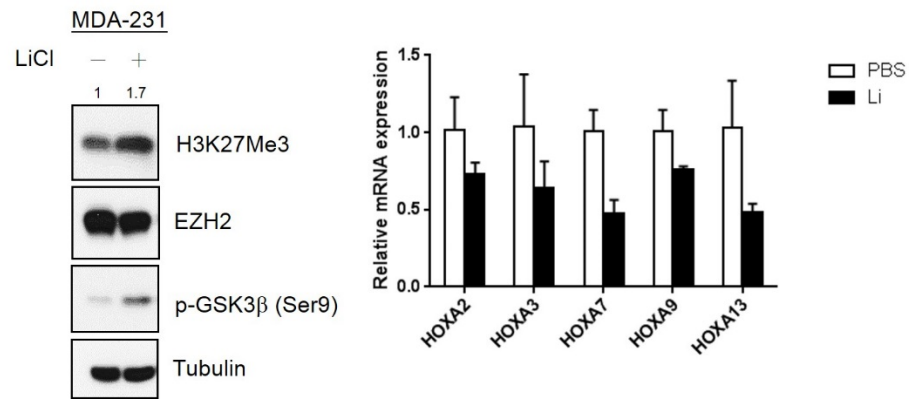 MDA-231
LiCl − +
1 1.7
H3K27Me3
EZH2
p-GSK3β (Ser9)
Tubulin
Relative mRNA expression
1.5
1.0
0.5
0.0
HOXA2
HOXA3
HOXA7
HOXA9
HOXA13
PBS
Li